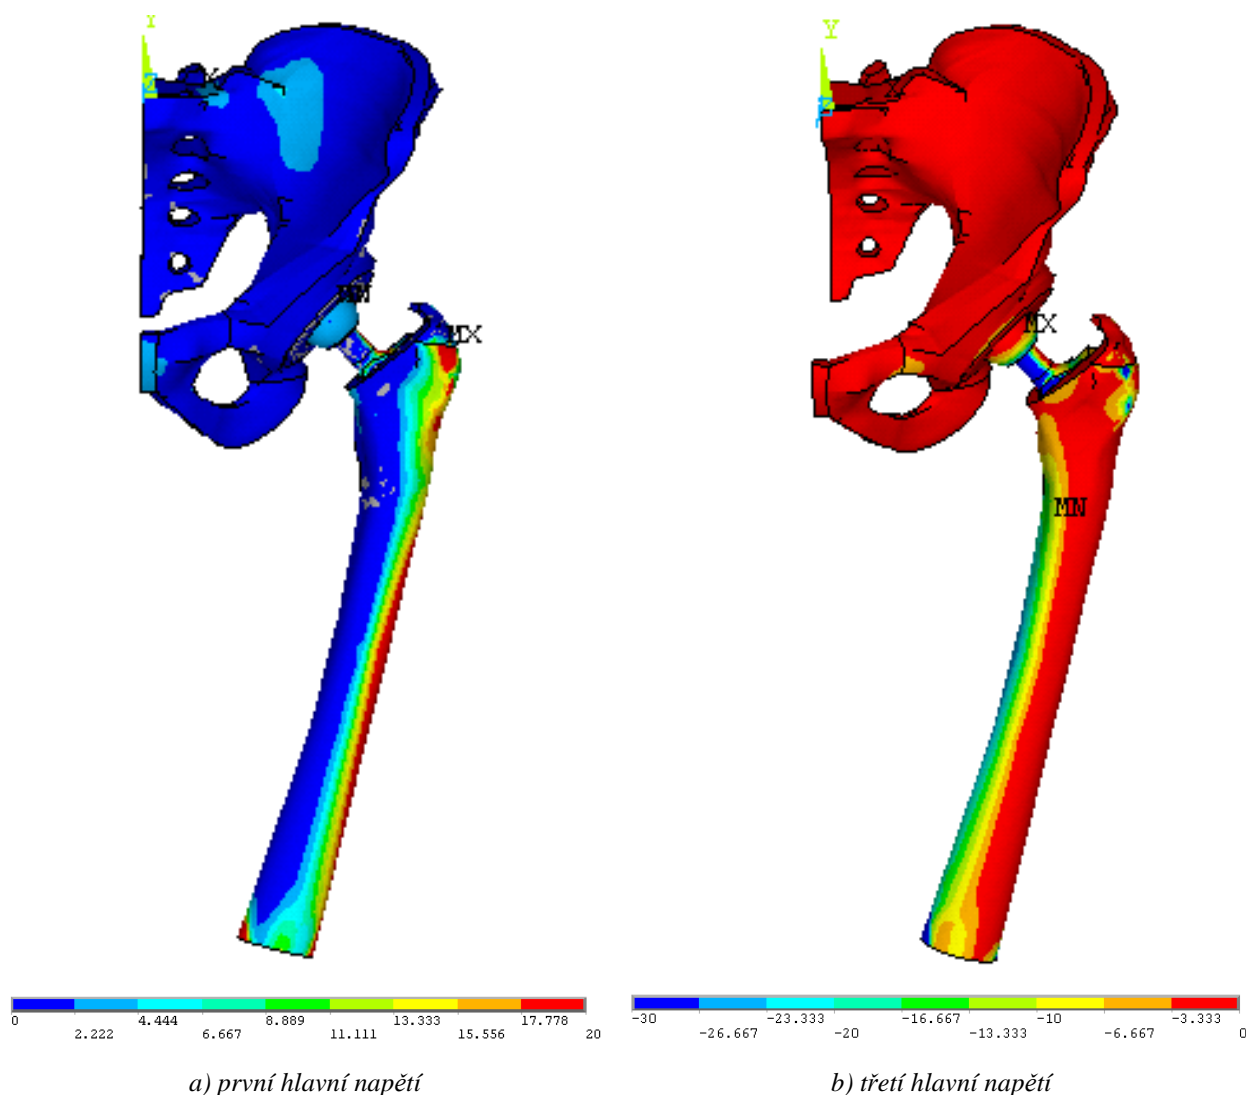 Y
Y
MN
MX
MX
MN
0 4.444 8.889 13.333 17.778
2.222 6.667 11.111 15.556 20
-30 -23.333 -16.667 -10 -3.333
-26.667 -20 -13.333 -6.667 0
a) první hlavní napětí
b) třetí hlavní napětí